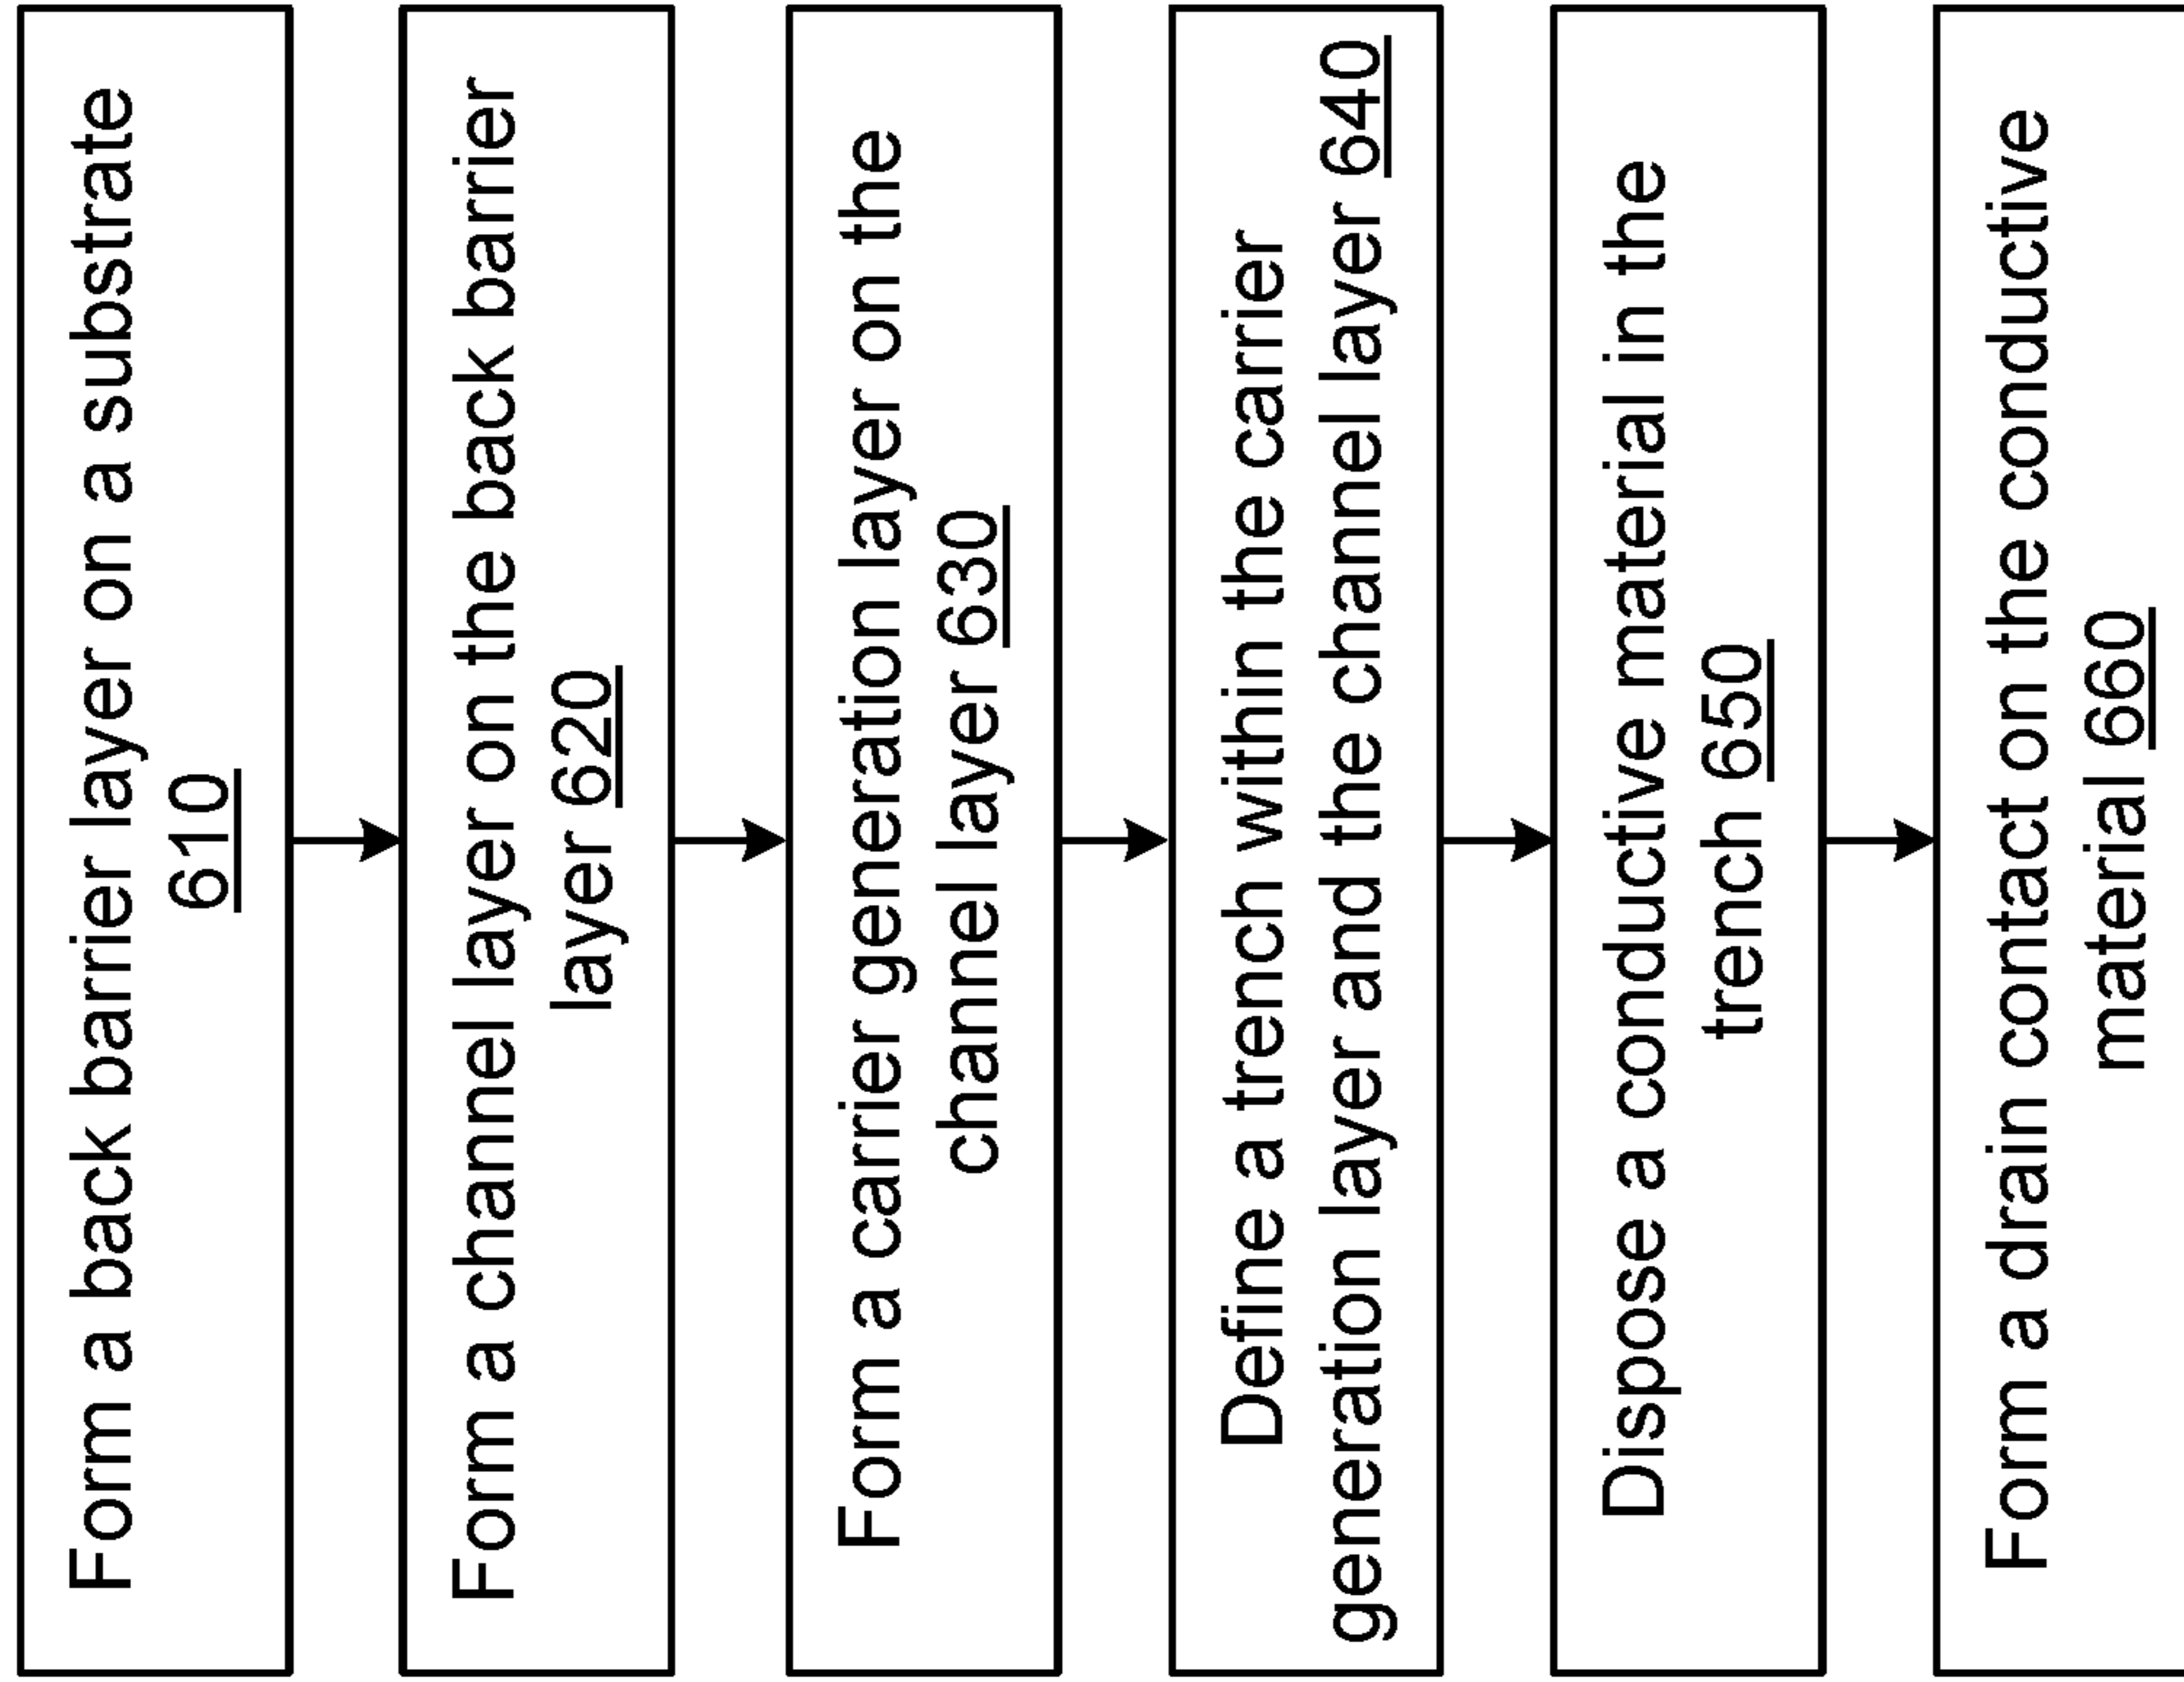 Form a back barrier layer on a substrate
610
Form a channel layer on the back barrier
layer 620
Form a carrier generation layer on the
channel layer 630
Define a trench within the carrier
generation layer and the channel layer 640
Dispose a conductive material in the
trench 650
Form a drain contact on the conductive
material 660